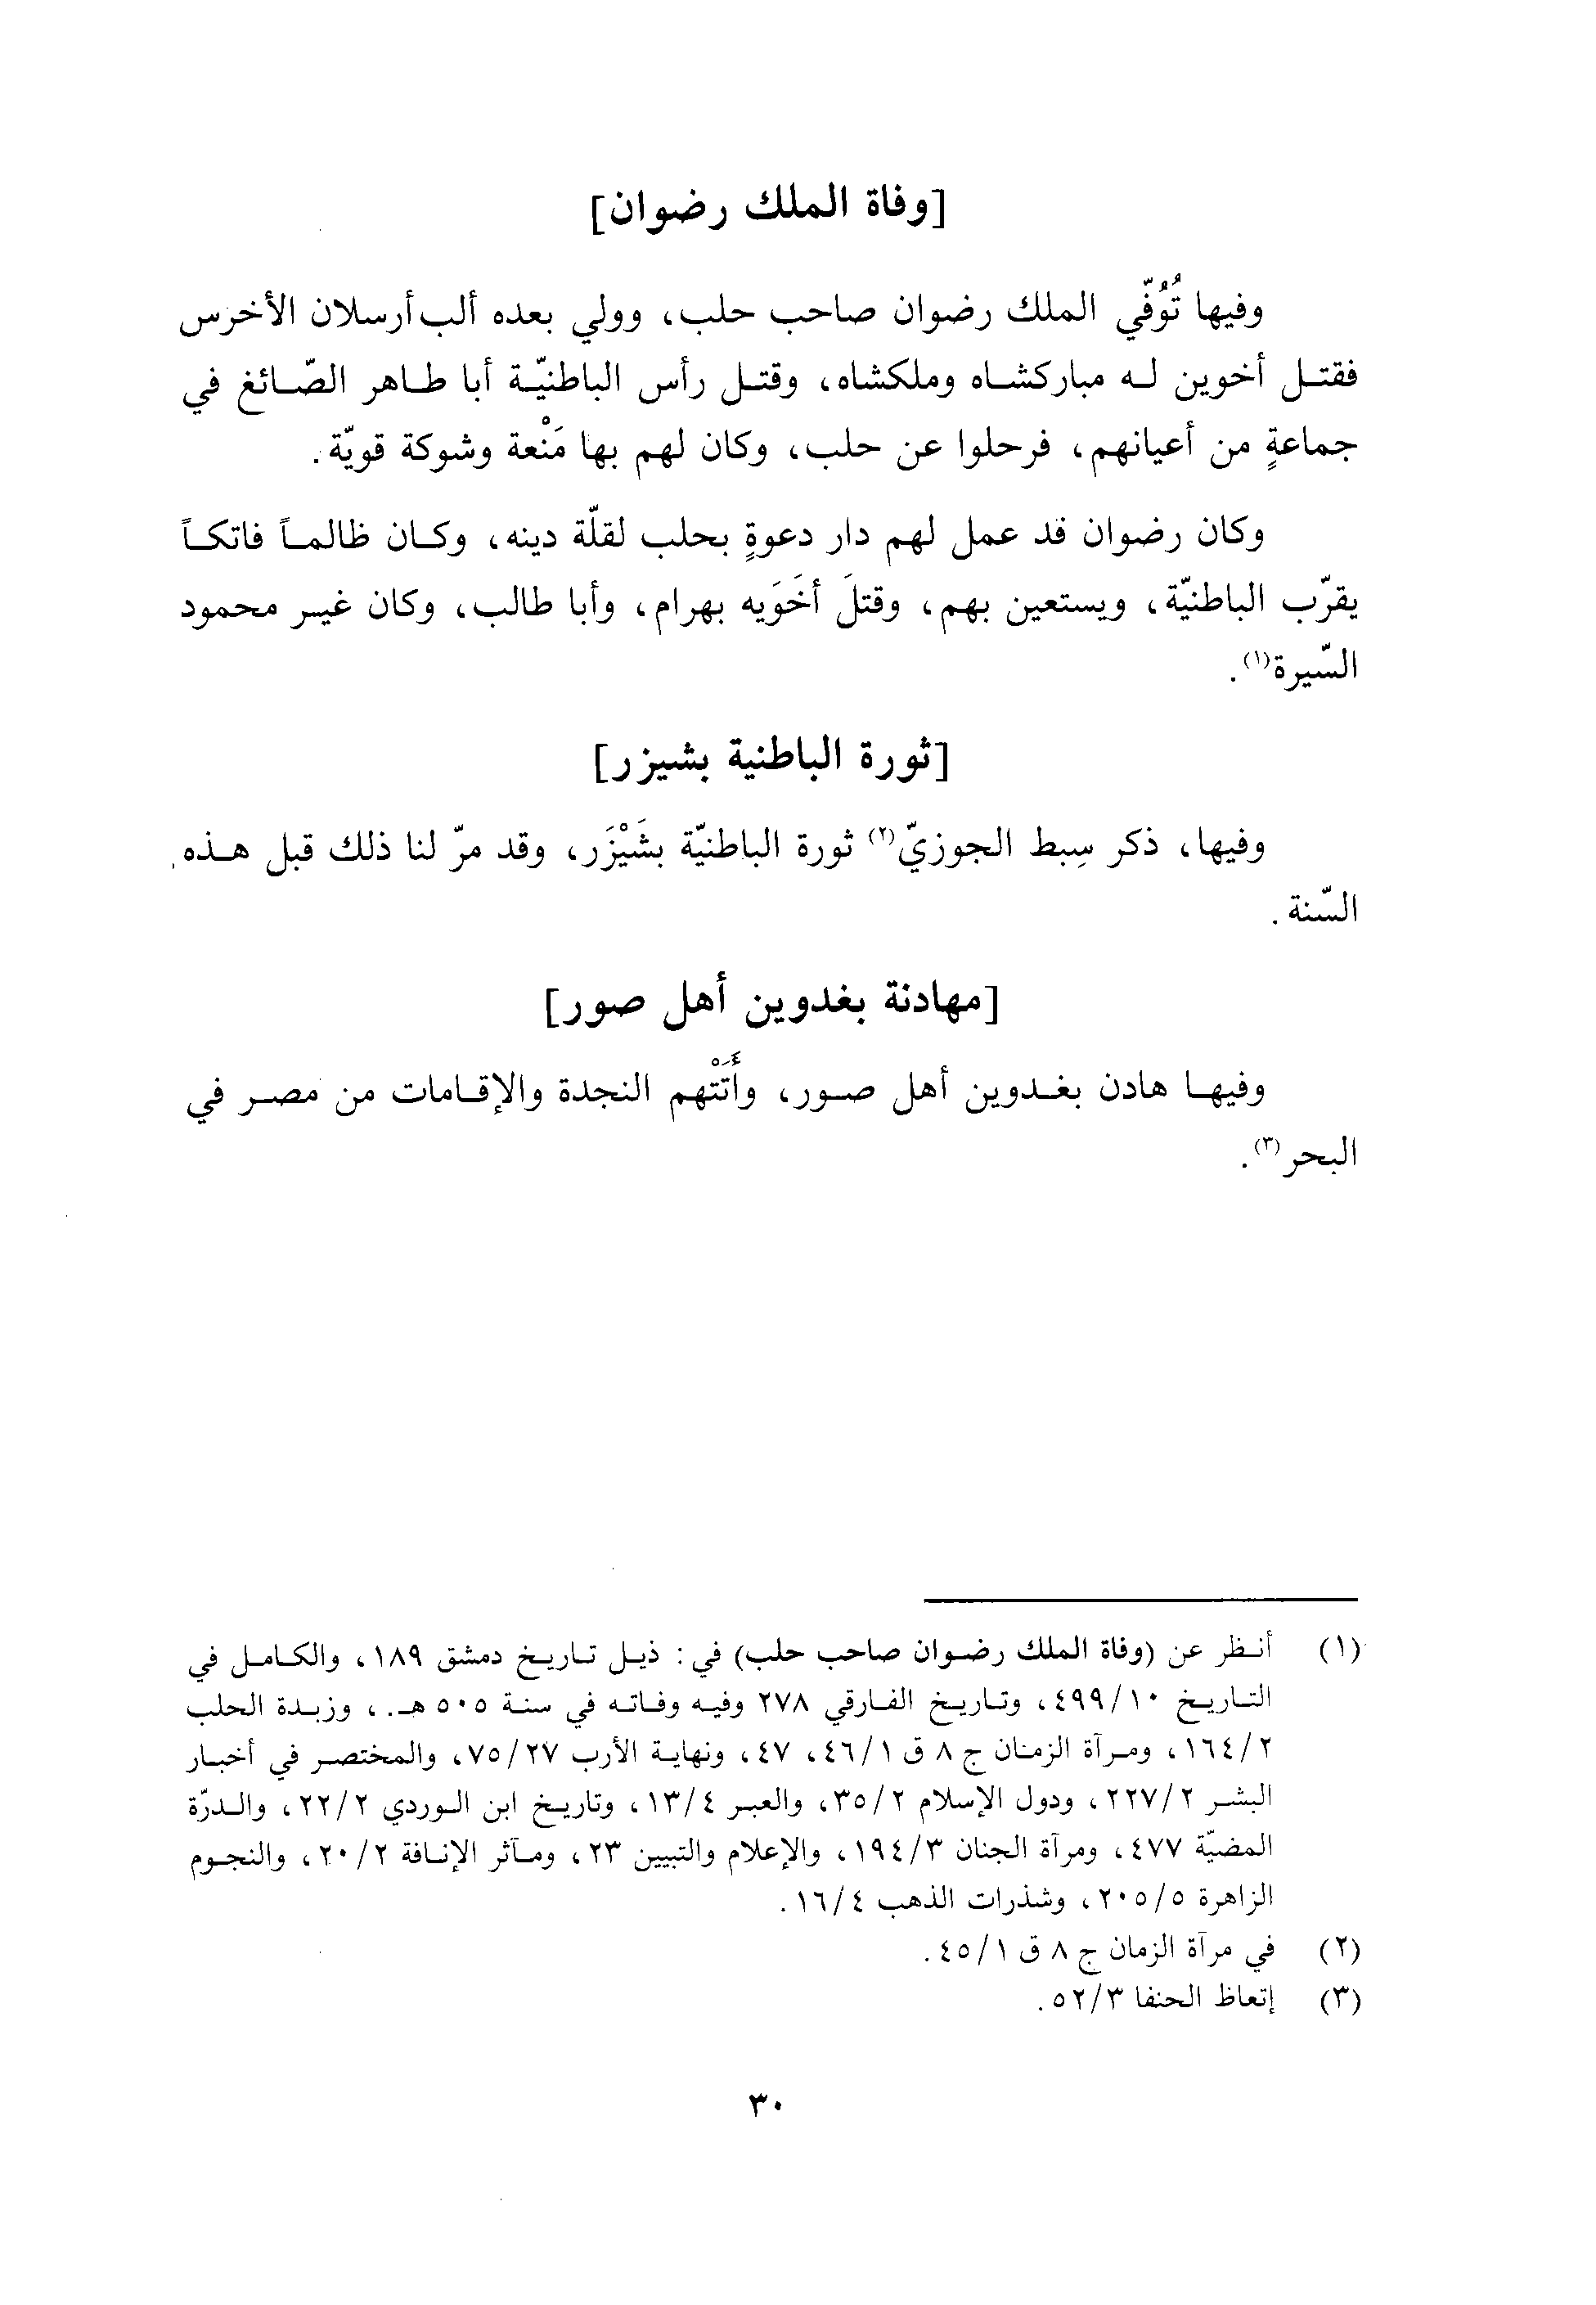 [وفاة الملك رضوان]
وفيها تُوُفّي الملك رضوان صاحب حلب، وولي بعده ألب أرسلان الأخرس
فقتل أخوين له مباركشاه وملكشاه، وقتل رأس الباطنيّة أبا طاهر الصّائغ في
جماعةٍ من أعيانهم، فرحلوا عن حلب، وكان لهم بها مَنْعة وشوكة قويّة.
وكان رضوان قد عمل لهم دار دعوةٍ بحلب لقلّة دينه، وكان ظالماً فاتكاً
يقرّب الباطنيّة، ويستعين بهم، وقتلَ أخَوَيه بهرام، وأبا طالب، وكان غير محمود
السّيرة(١).
[ثورة الباطنية بشيزر]
وفيها، ذكر سِبط الجوزيّ(٢) ثورة الباطنيّة بشَيْزَر، وقد مرّ لنا ذلك قبل هذه
السّنة.
[مهادنة بغدوين أهل صور]
وفيها هادن بغدوين أهل صور، وأَتَتْهم النجدة والإقامات من مصر في
البحر(٣).
(١) أنظر عن (وفاة الملك رضوان صاحب حلب) في: ذيل تاريخ دمشق ١٨٩، والكامل في
التاريخ ٤٩٩/١٠، وتاريخ الفارقي ٢٧٨ وفيه وفاته في سنة ٥٠٥ هـ.، وزبدة الحلب
١٦٤/٢، ومرآة الزمان ج ٨ ق ٤٦/١، ٤٧، ونهاية الأرب ٧٥/٢٧، والمختصر في أخبار
البشر ٢٢٧/٢، ودول الإسلام ٣٥/٢، والعبر ١٣/٤، وتاريخ ابن الوردي ٢٢/٢، والدرّة
المضيّة ٤٧٧، ومرآة الجنان ١٩٤/٣، والإعلام والتبيين ٢٣، ومآثر الإنافة ٢٠/٢، والنجوم
الزاهرة ٢٠٥/٥، وشذرات الذهب ١٦/٤.
(٢) في مرآة الزمان ج ٨ ق ٤٥/١.
(٣) إتعاظ الحنفا ٥٢/٣.
٣٠